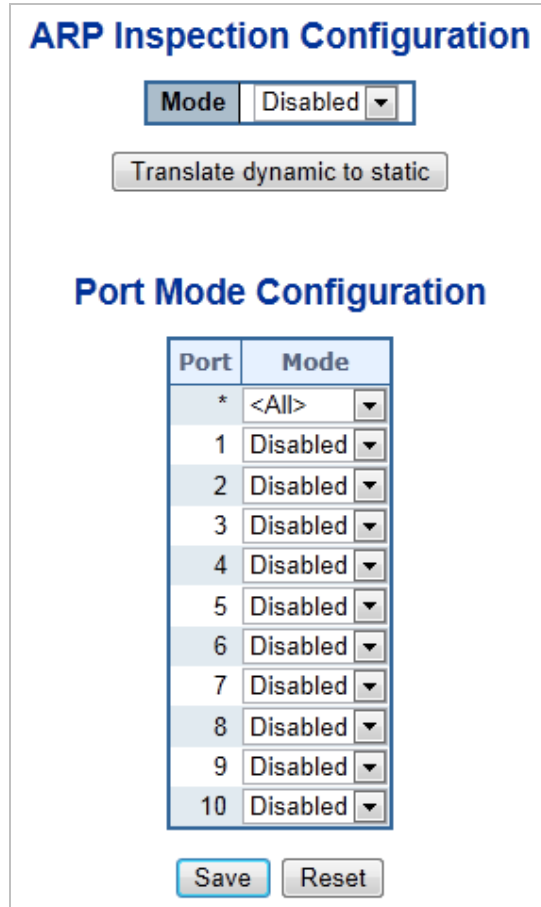 ARP Inspection Configuration
Mode Disabled
Translate dynamic to static
Port Mode Configuration
Port Mode
* <All>
1 Disabled
2 Disabled
3 Disabled
4 Disabled
5 Disabled
6 Disabled
7 Disabled
8 Disabled
9 Disabled
10 Disabled
Save Reset